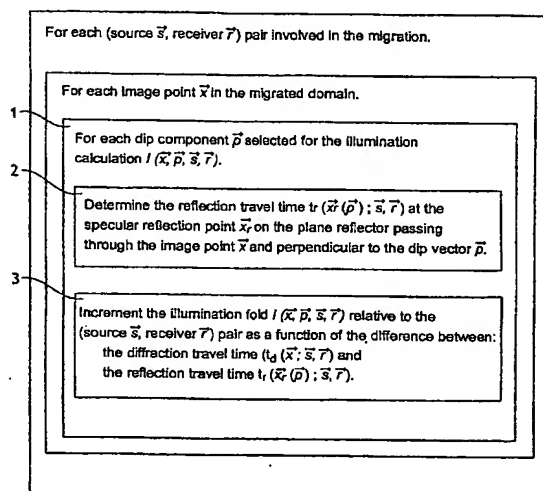 For each (source s⃗, receiver r⃗) pair involved in the migration.
For each image point x⃗ in the migrated domain.
1
For each dip component p⃗ selected for the illumination
calculation I (x⃗, p⃗, s⃗, r⃗).
2
Determine the reflection travel time tr (x⃗r (p⃗) ; s⃗, r⃗) at the
specular reflection point x⃗r on the plane reflector passing
through the image point x⃗ and perpendicular to the dip vector p⃗.
3
Increment the illumination fold I (x⃗, p⃗, s⃗, r⃗) relative to the
(source s⃗, receiver r⃗) pair as a function of the difference between:
the diffraction travel time (td (x⃗ ; s⃗, r⃗) and
the reflection travel time tr (x⃗r (p⃗) ; s⃗, r⃗).